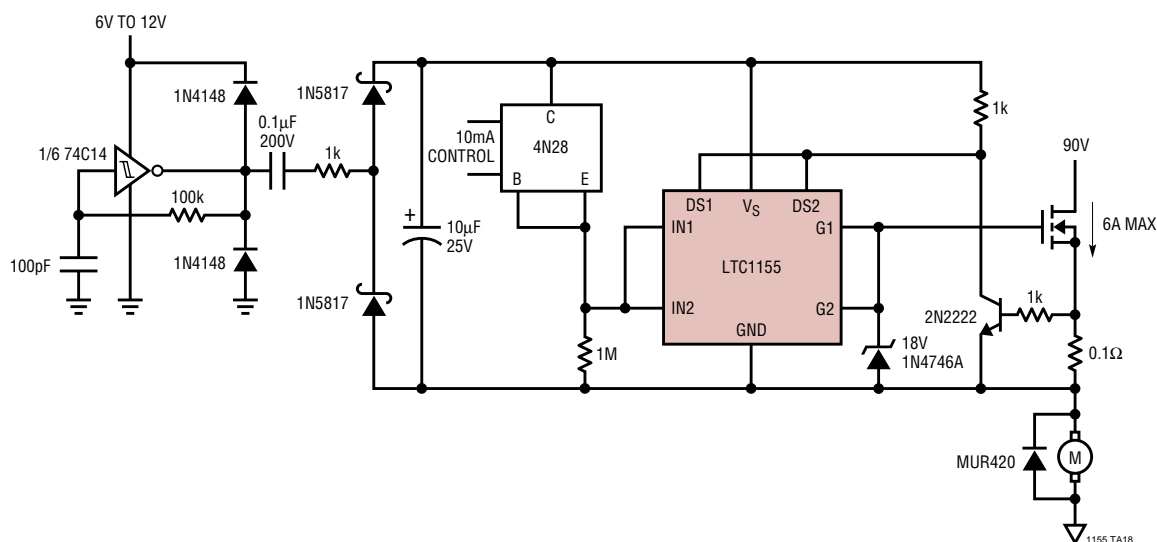 6V TO 12V
1N4148
1N5817
0.1µF
200V
1k
1/6 74C14
100k
100pF
1N4148
1N5817
+
10µF
25V
10mA
CONTROL
C
4N28
B
E
1M
DS1
VS
DS2
IN1
G1
LTC1155
IN2
G2
GND
18V
1N4746A
1k
90V
6A MAX
2N2222
1k
0.1Ω
MUR420
M
1155 TA18